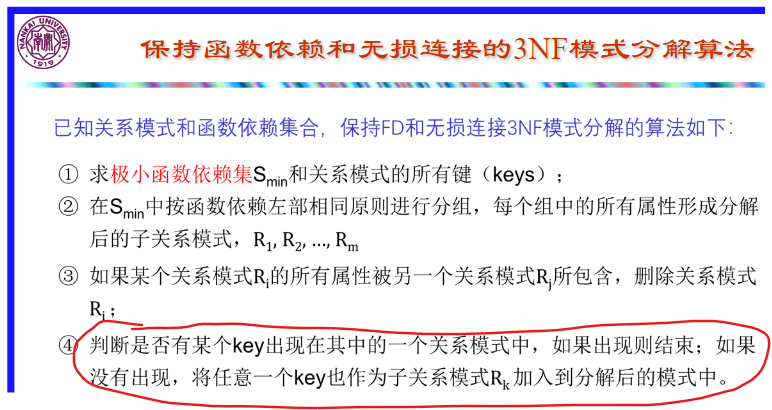 NANKAI UNIVERSITY
1919
保持函数依赖和无损连接的3NF模式分解算法
已知关系模式和函数依赖集合，保持FD和无损连接3NF模式分解的算法如下：
① 求极小函数依赖集Smin和关系模式的所有键（keys）；
② 在Smin中按函数依赖左部相同原则进行分组，每个组中的所有属性形成分解
后的子关系模式，R1, R2, …, Rm
③ 如果某个关系模式Ri的所有属性被另一个关系模式Rj所包含，删除关系模式
Ri；
④ 判断是否有某个key出现在其中的一个关系模式中，如果出现则结束；如果
没有出现，将任意一个key也作为子关系模式Rk加入到分解后的模式中。